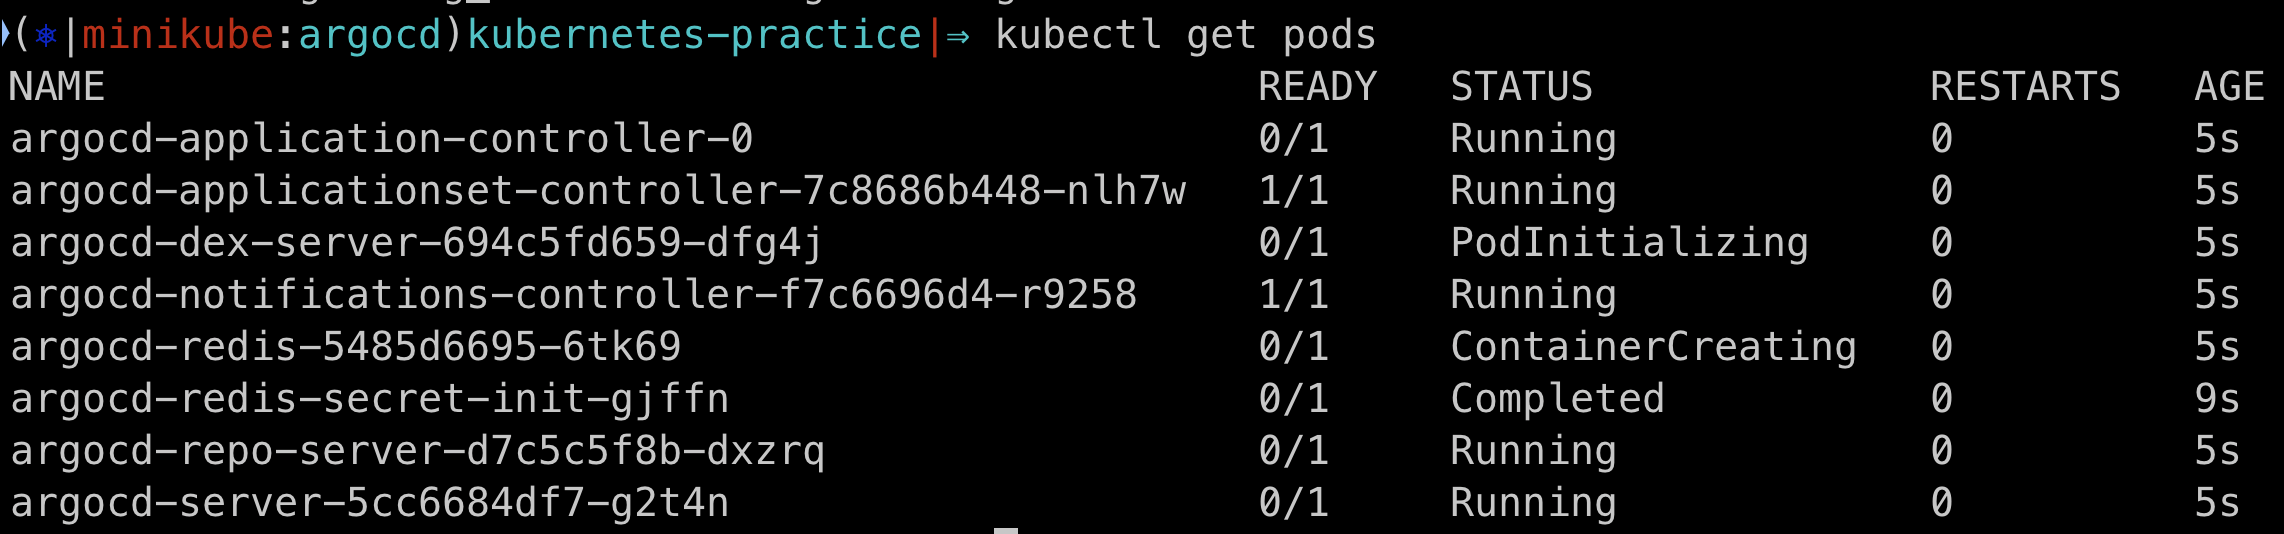 (⎈|minikube:argocd)kubernetes-practice|⇒ kubectl get pods
NAME READY STATUS RESTARTS AGE
argocd-application-controller-0 0/1 Running 0 5s
argocd-applicationset-controller-7c8686b448-nlh7w 1/1 Running 0 5s
argocd-dex-server-694c5fd659-dfg4j 0/1 PodInitializing 0 5s
argocd-notifications-controller-f7c6696d4-r9258 1/1 Running 0 5s
argocd-redis-5485d6695-6tk69 0/1 ContainerCreating 0 5s
argocd-redis-secret-init-gjffn 0/1 Completed 0 9s
argocd-repo-server-d7c5c5f8b-dxzrq 0/1 Running 0 5s
argocd-server-5cc6684df7-g2t4n 0/1 Running 0 5s